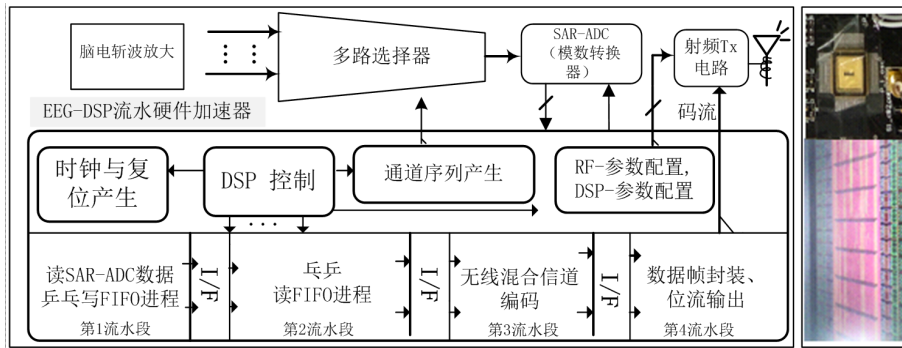 脑电斩波放大
多路选择器
SAR-ADC
(模数转换
器)
射频Tx
电路
EEG-DSP流水硬件加速器
码流
时钟与复
位产生
DSP 控制
通道序列产生
RF-参数配置,
DSP-参数配置
读SAR-ADC数据
乒乓写FIFO进程
第1流水段
I/F
乒乓
读FIFO进程
第2流水段
I/F
无线混合信道
编码
第3流水段
I/F
数据帧封装、
位流输出
第4流水段